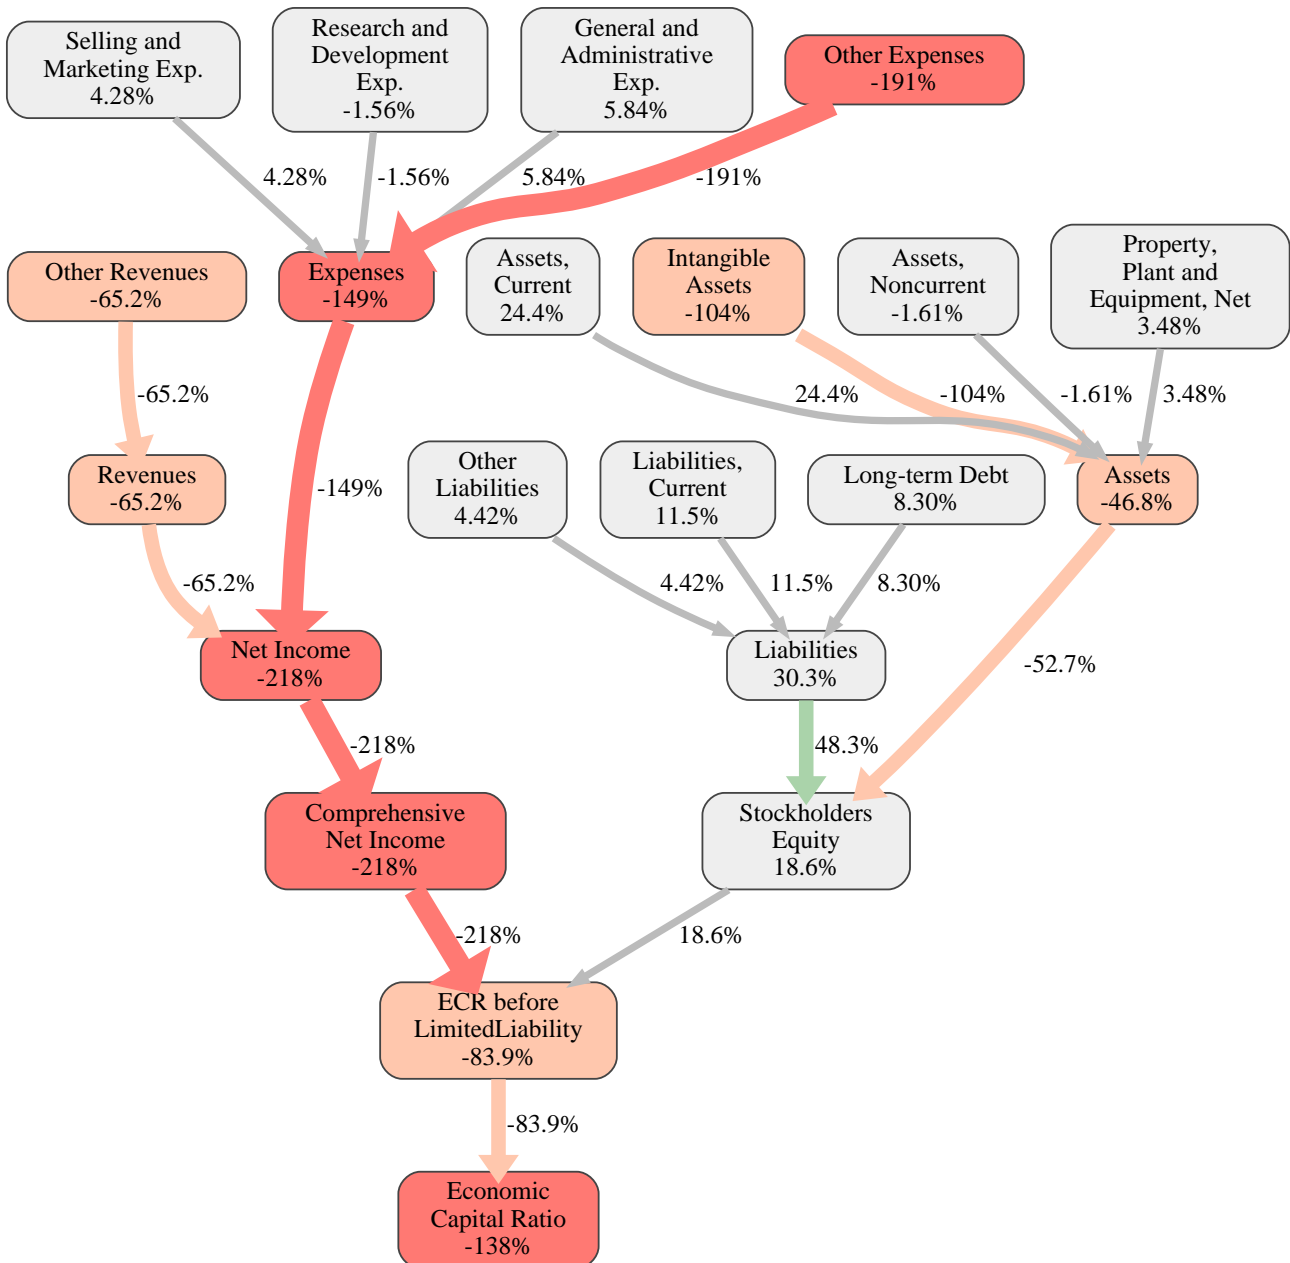 Selling and
Marketing Exp.
4.28%
Research and
Development
Exp.
-1.56%
General and
Administrative
Exp.
5.84%
Other Expenses
-191%
4.28%
-1.56%
5.84%
-191%
Other Revenues
-65.2%
Expenses
-149%
Assets,
Current
24.4%
Intangible
Assets
-104%
Assets,
Noncurrent
-1.61%
Property,
Plant and
Equipment, Net
3.48%
-65.2%
24.4%
-104%
-1.61%
3.48%
Revenues
-65.2%
-149%
Other
Liabilities
4.42%
Liabilities,
Current
11.5%
Long-term Debt
8.30%
Assets
-46.8%
-65.2%
4.42%
11.5%
8.30%
Net Income
-218%
Liabilities
30.3%
-52.7%
-218%
48.3%
Comprehensive
Net Income
-218%
Stockholders
Equity
18.6%
-218%
18.6%
ECR before
LimitedLiability
-83.9%
-83.9%
Economic
Capital Ratio
-138%